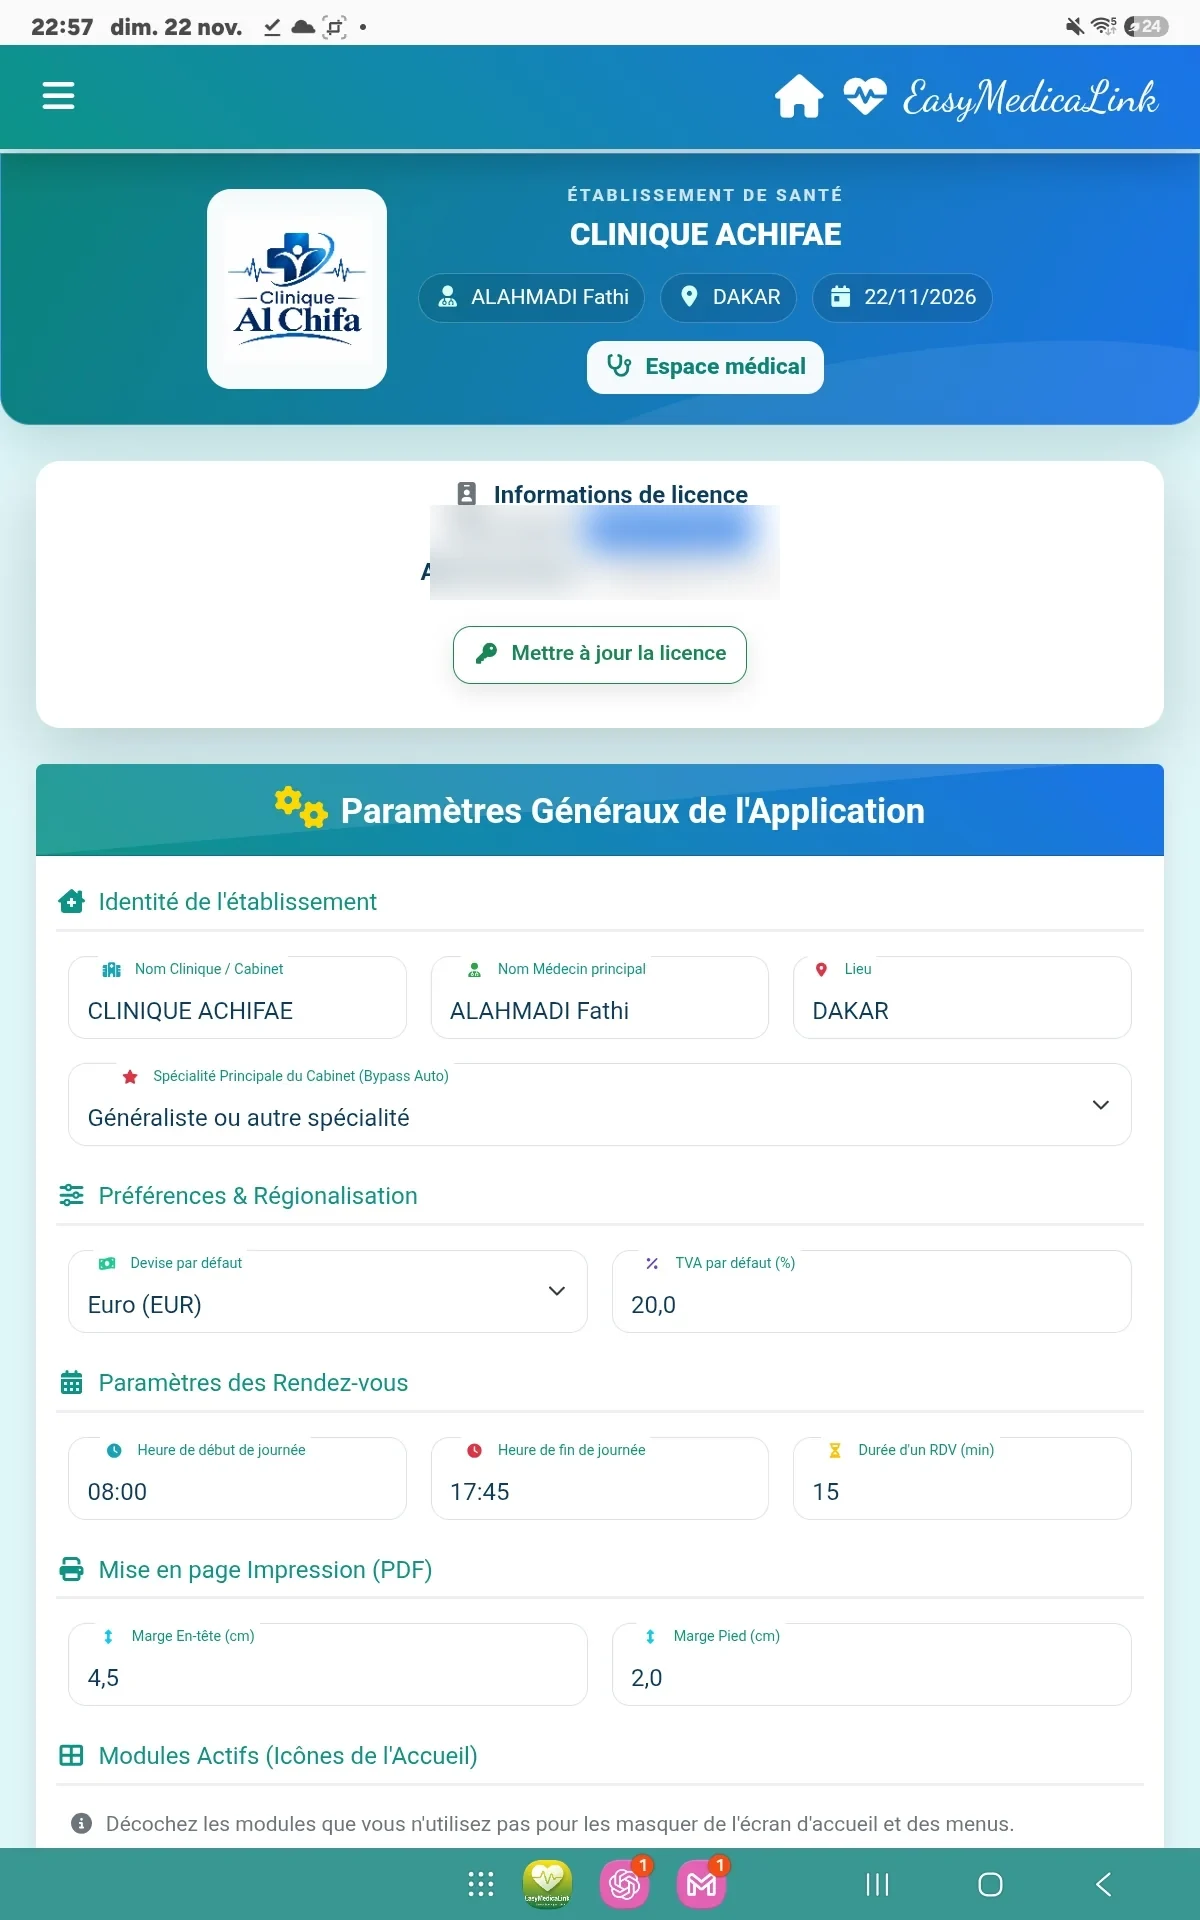 22:57 dim. 22 nov.
24
EasyMedicaLink
ÉTABLISSEMENT DE SANTÉ
CLINIQUE ACHIFAE
Clinique
Al Chifa
ALAHMADI Fathi
DAKAR
22/11/2026
Espace médical
Informations de licence
A
Mettre à jour la licence
Paramètres Généraux de l'Application
Identité de l'établissement
Nom Clinique / Cabinet
CLINIQUE ACHIFAE
Nom Médecin principal
ALAHMADI Fathi
Lieu
DAKAR
Spécialité Principale du Cabinet (Bypass Auto)
Généraliste ou autre spécialité
Préférences & Régionalisation
Devise par défaut
Euro (EUR)
TVA par défaut (%)
20,0
Paramètres des Rendez-vous
Heure de début de journée
08:00
Heure de fin de journée
17:45
Durée d'un RDV (min)
15
Mise en page Impression (PDF)
Marge En-tête (cm)
4,5
Marge Pied (cm)
2,0
Modules Actifs (Icônes de l'Accueil)
Décochez les modules que vous n'utilisez pas pour les masquer de l'écran d'accueil et des menus.
EasyMedicaLink
1
1